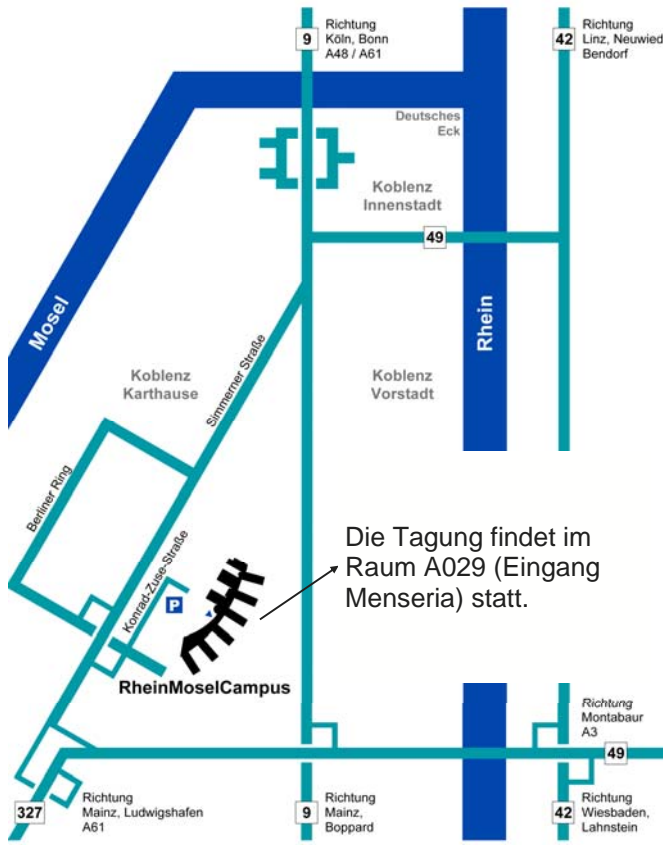 9
Richtung
Köln, Bonn
A48 / A61
42
Richtung
Linz, Neuwied
Bendorf
Deutsches
Eck
Koblenz
Innenstadt
49
Mosel
Rhein
Simmerner Straße
Koblenz
Karthause
Koblenz
Vorstadt
Berliner Ring
Konrad-Zuse-Straße
P
Die Tagung findet im
Raum A029 (Eingang
Menseria) statt.
RheinMoselCampus
Richtung
Montabaur
A3
49
327
Richtung
Mainz, Ludwigshafen
A61
9
Richtung
Mainz,
Boppard
42
Richtung
Wiesbaden,
Lahnstein